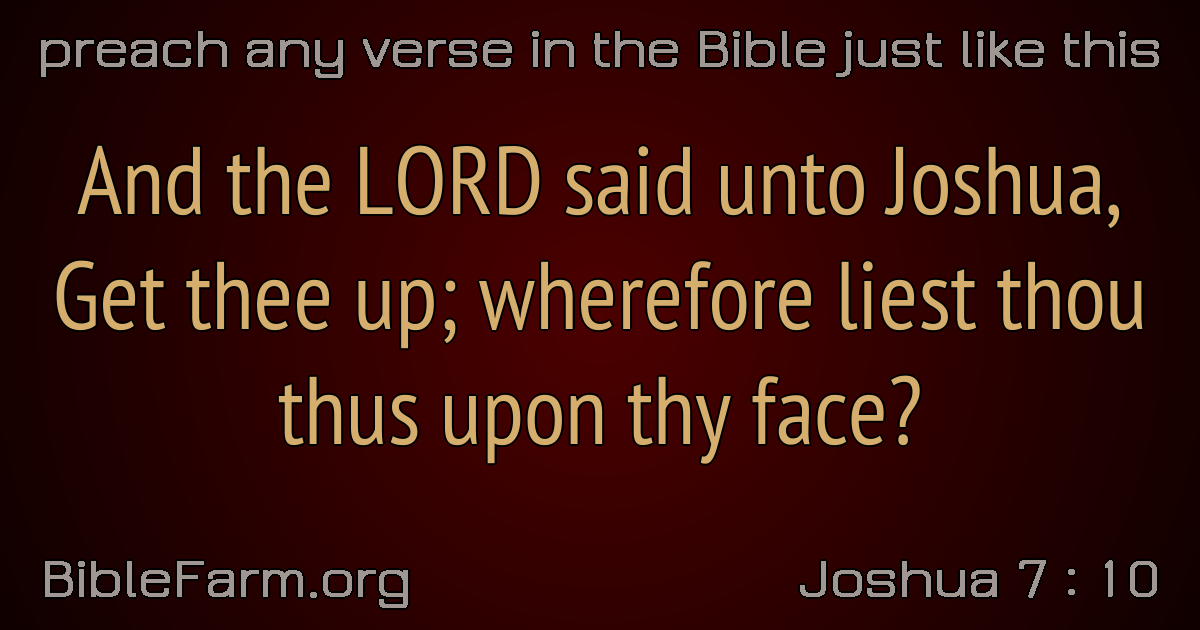 preach any verse in the Bible just like this
And the LORD said unto Joshua,
Get thee up; wherefore liest thou
thus upon thy face?
BibleFarm.org
Joshua 7 : 10